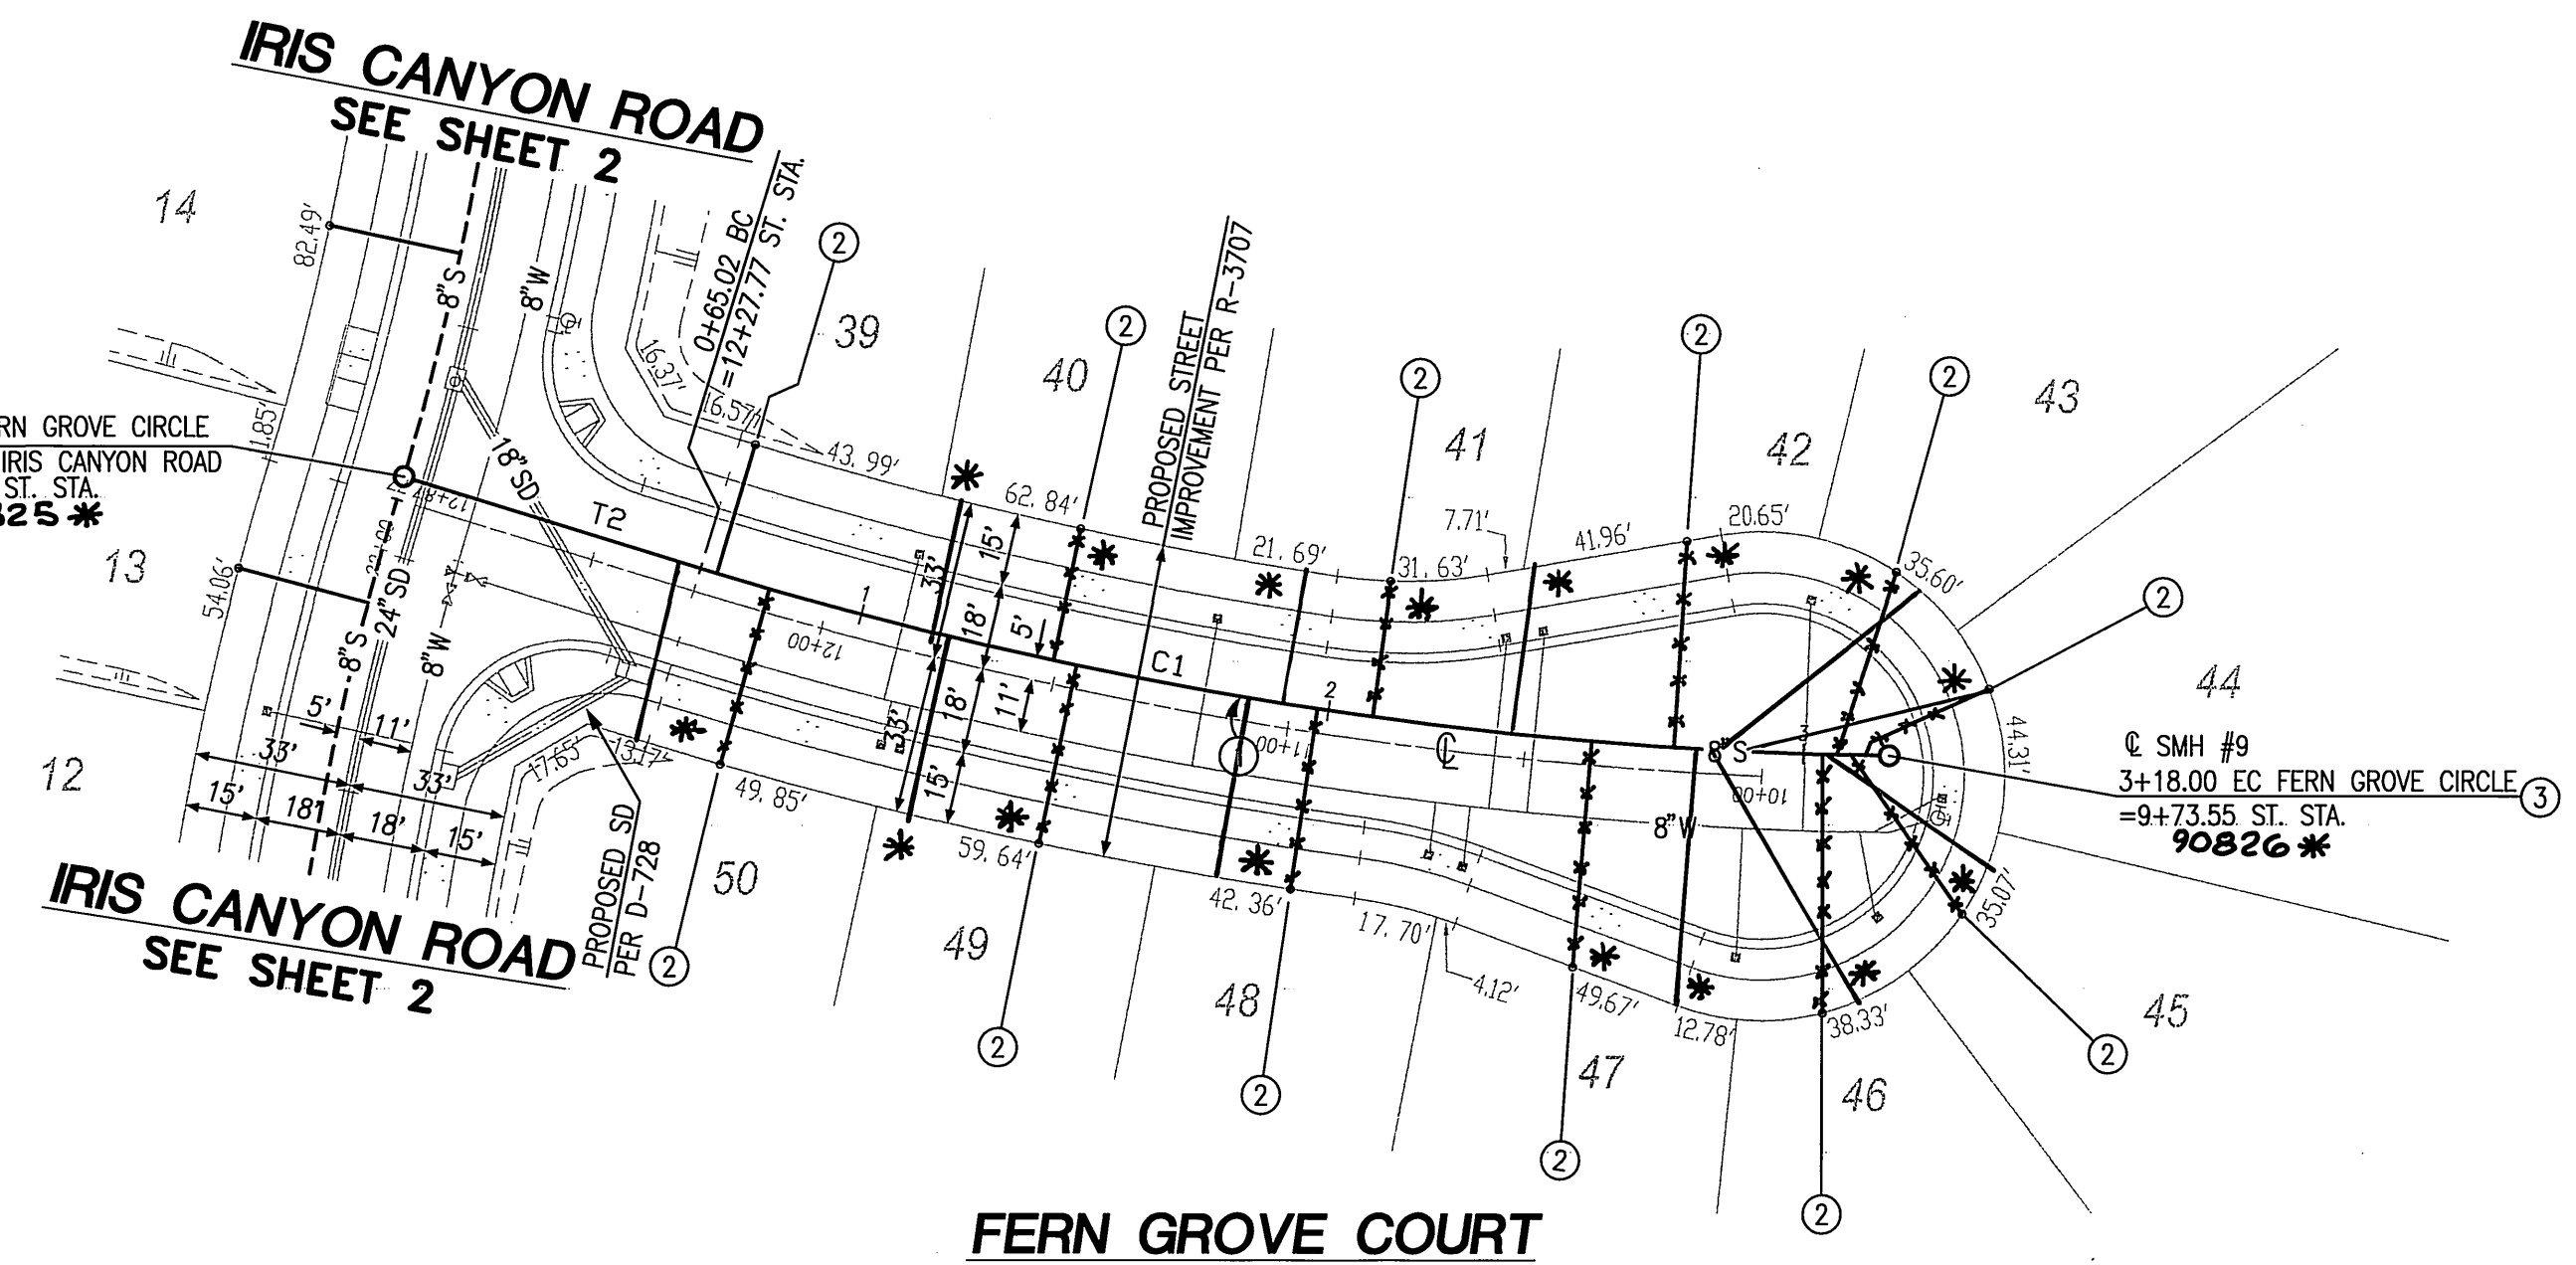 IRIS CANYON ROAD
SEE SHEET 2
14
82.49'
8"S
8"W
16.37'
16.57'
0+65.02 BC
=12+27.77 ST. STA.
2
39
40
2
PROPOSED STREET
IMPROVEMENT PER R-3707
2
41
2
42
2
43
RN GROVE CIRCLE
IRIS CANYON ROAD
ST. STA.
825*
1.85'
18"SD
43.99'
62.84'
21.69'
7.71'
31.63'
41.96'
20.65'
35.60'
2
T2
13
54.06'
24"SD
8"S
8"W
1
12+00
33'
15'
18'
5'
C1
2
44
44.31'
5'
11'
33'
33'
15'
18'
18'
15'
12
17.65'
13.17'
49.85'
33'
18'
11'
15'
59.64'
1
11+00
℄
8"S
3
10+00
8"W
℄ SMH #9
3+18.00 EC FERN GROVE CIRCLE
=9+73.55 ST. STA.
90826*
3
35.07'
IRIS CANYON ROAD
SEE SHEET 2
PROPOSED SD
PER D-728
2
50
49
42.36'
17.70'
4.12'
49.67'
12.78'
38.33'
45
48
47
46
2
2
2
2
2
FERN GROVE COURT